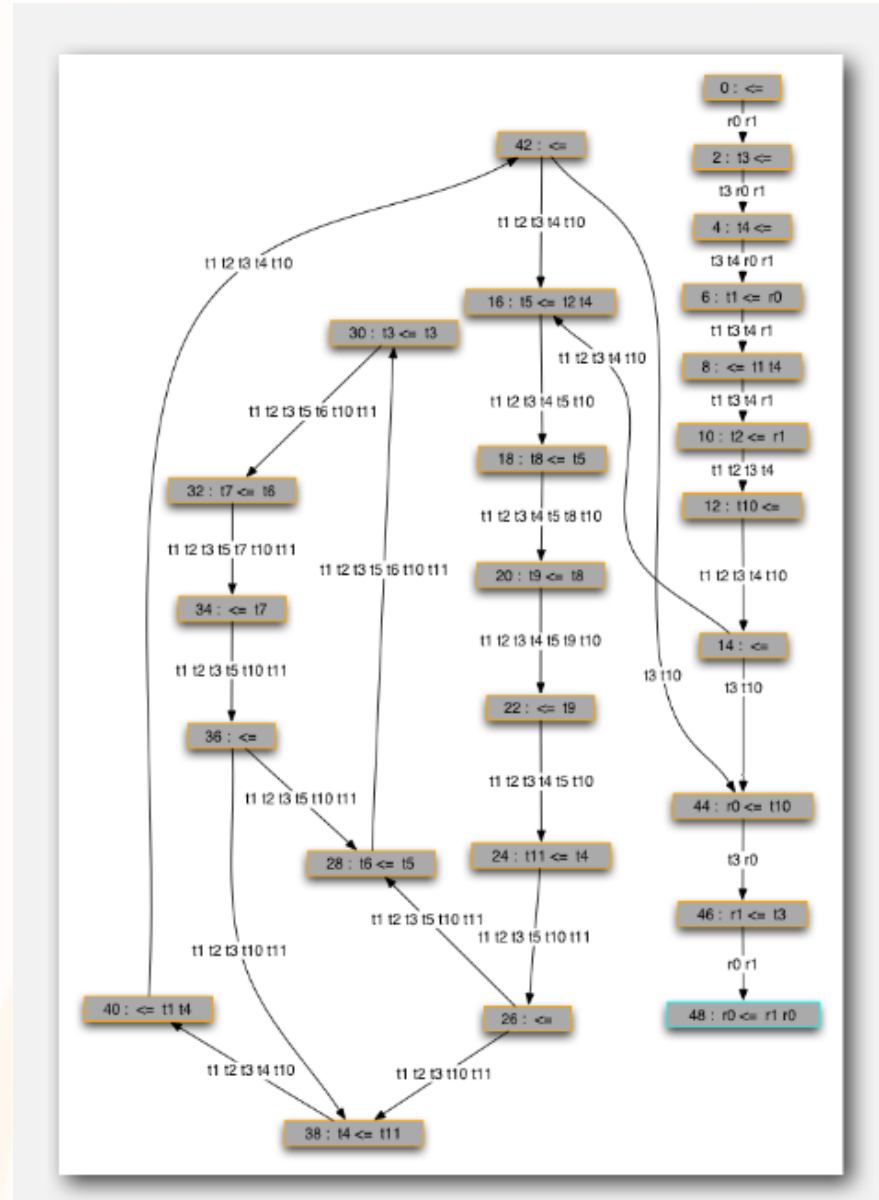 0 : <=
r0 r1
2 : t3 <=
t3 r0 r1
4 : t4 <=
t3 t4 r0 r1
6 : t1 <= r0
t1 t3 t4 r1
8 : <= t1 t4
t1 t3 t4 r1
10 : t2 <= r1
t1 t2 t3 t4
12 : t10 <=
t1 t2 t3 t4 t10
14 : <=
t3 t10
t1 t2 t3 t4 t10
44 : r0 <= t10
t3 r0
46 : r1 <= t3
r0 r1
48 : r0 <= r1 r0
42 : <=
t1 t2 t3 t4 t10
t3 t10
16 : t5 <= t2 t4
t1 t2 t3 t4 t5 t10
18 : t8 <= t5
t1 t2 t3 t4 t5 t8 t10
20 : t9 <= t8
t1 t2 t3 t4 t5 t9 t10
22 : <= t9
t1 t2 t3 t4 t5 t10
24 : t11 <= t4
t1 t2 t3 t5 t10 t11
26 : <=
t1 t2 t3 t5 t10 t11
t1 t2 t3 t10 t11
28 : t6 <= t5
t1 t2 t3 t5 t6 t10 t11
30 : t3 <= t3
t1 t2 t3 t5 t6 t10 t11
32 : t7 <= t6
t1 t2 t3 t5 t7 t10 t11
34 : <= t7
t1 t2 t3 t5 t10 t11
36 : <=
t1 t2 t3 t5 t10 t11
t1 t2 t3 t10 t11
38 : t4 <= t11
t1 t2 t3 t4 t10
40 : <= t1 t4
t1 t2 t3 t4 t10